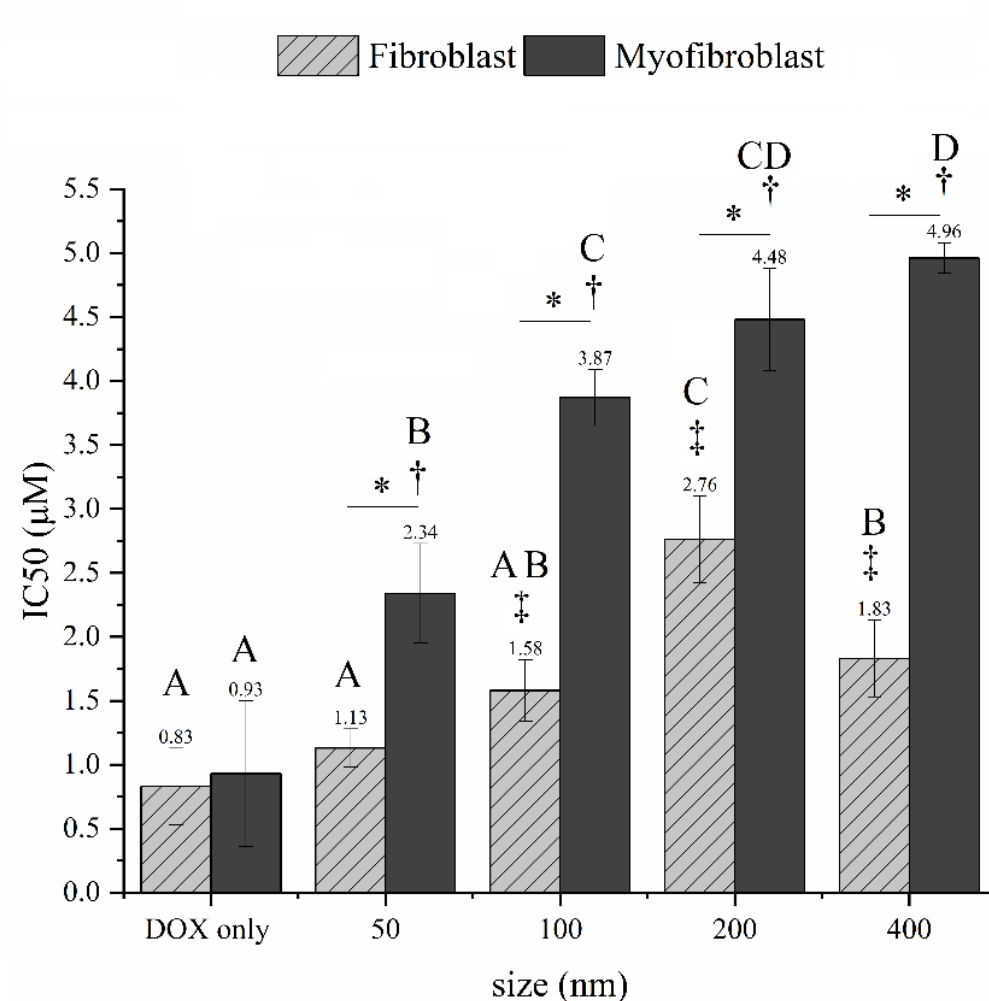 Fibroblast Myofibroblast
CD D
† †
5.5 * *
4.96
5.0 C 4.48
* †
4.5
3.87
4.0
C
3.5 B ‡
* † 2.76
3.0
2.34 B
2.5 A B ‡
‡ 1.83
2.0 1.58
A A A
1.5 0.93 1.13
0.83
1.0
0.5
0.0
IC50 (μM)
DOX only 50 100 200 400
size (nm)